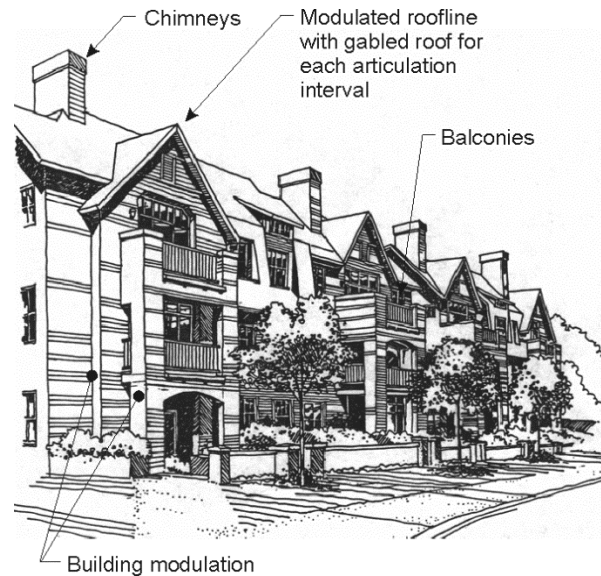 Chimneys
Modulated roofline
with gabled roof for
each articulation
interval
Balconies
Building modulation